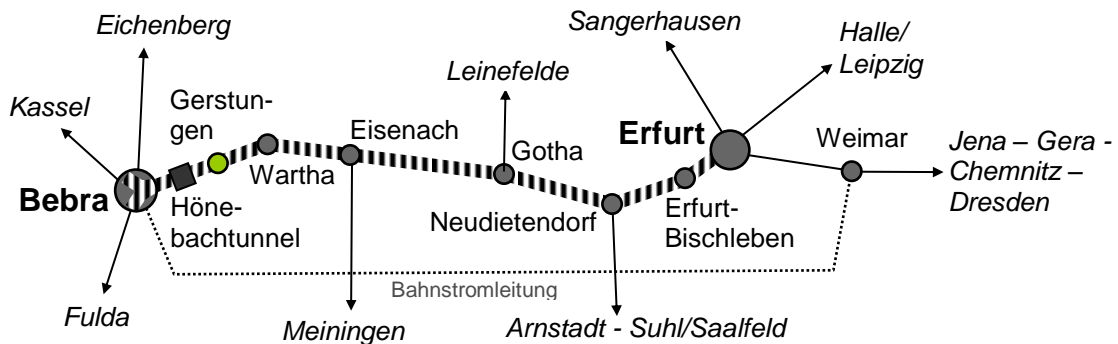 Eichenberg
Sangerhausen
Halle/
Leipzig
Kassel
Gerstun-
gen
Leinefelde
Eisenach
Erfurt
Weimar
Gotha
Jena – Gera -
Chemnitz –
Dresden
Bebra
Wartha
Höne-
bachtunnel
Neudietendorf
Erfurt-
Bischleben
Bahnstromleitung
Fulda
Meiningen
Arnstadt - Suhl/Saalfeld